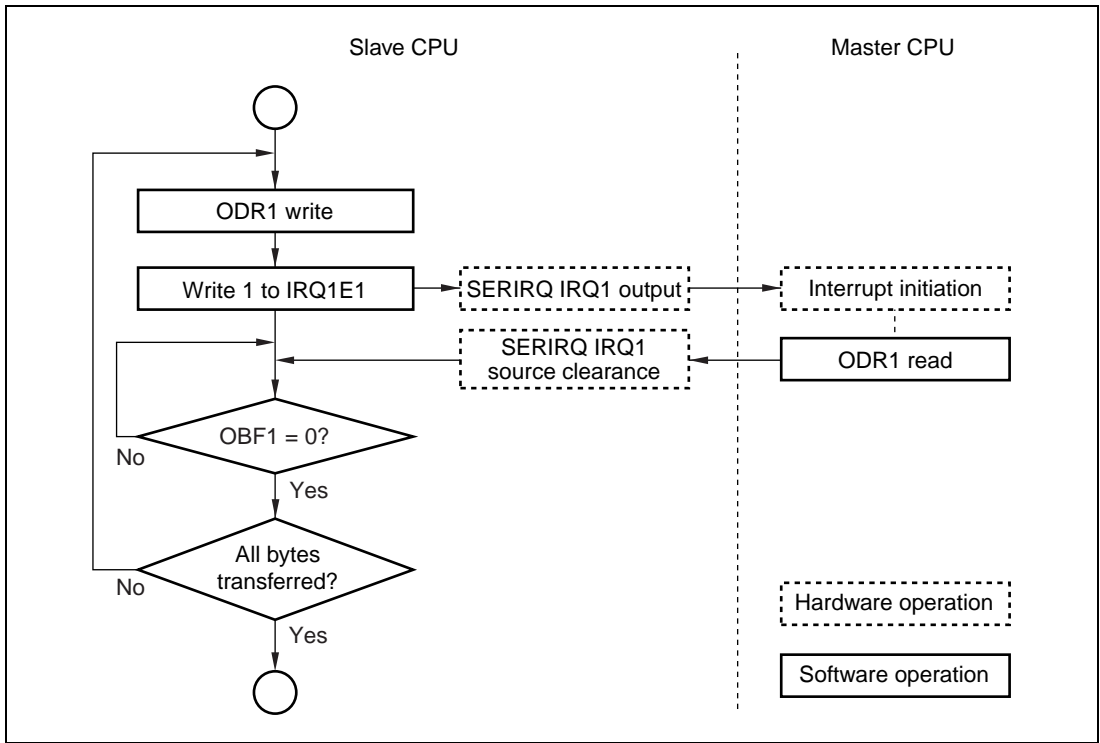 Slave CPU
Master CPU
ODR1 write
Write 1 to IRQ1E1
SERIRQ IRQ1 output
Interrupt initiation
SERIRQ IRQ1
source clearance
ODR1 read
OBF1 = 0?
No
Yes
All bytes
transferred?
No
Yes
Hardware operation
Software operation